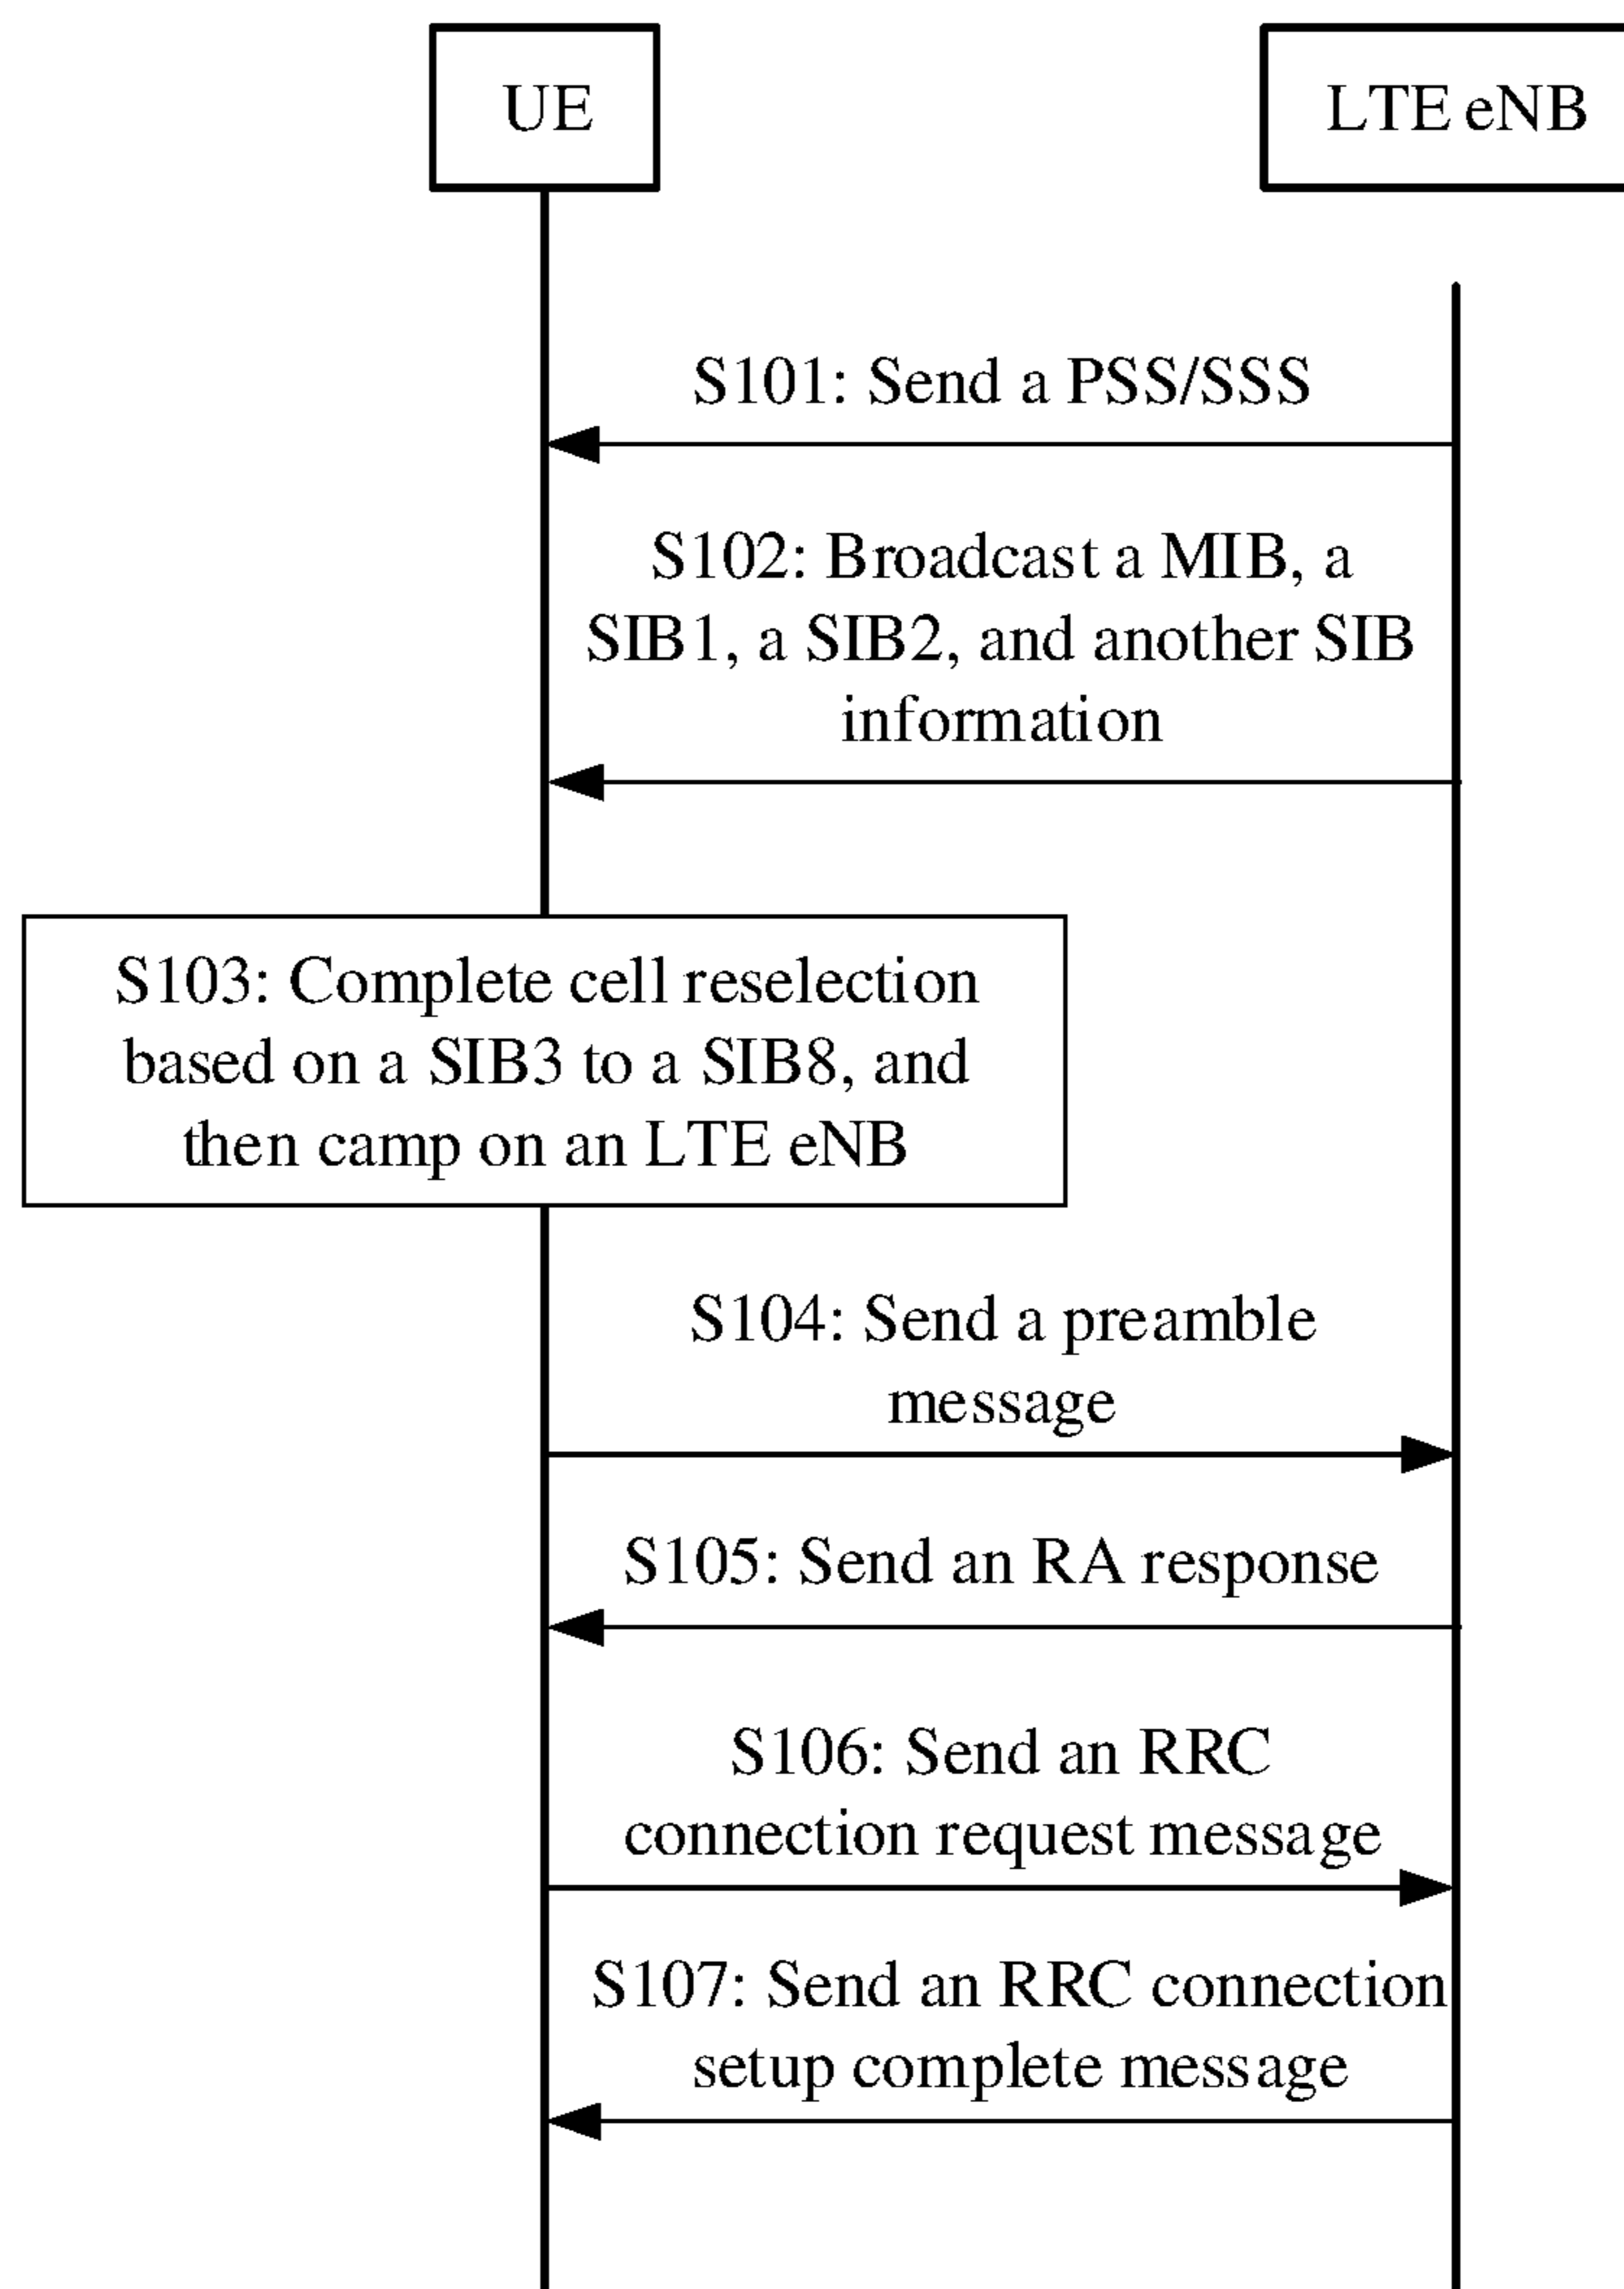 UE
LTE eNB
S101: Send a PSS/SSS
S102: Broadcast a MIB, a
SIB1, a SIB2, and another SIB
information
S103: Complete cell reselection
based on a SIB3 to a SIB8, and
then camp on an LTE eNB
S104: Send a preamble
message
S105: Send an RA response
S106: Send an RRC
connection request message
S107: Send an RRC connection
setup complete message